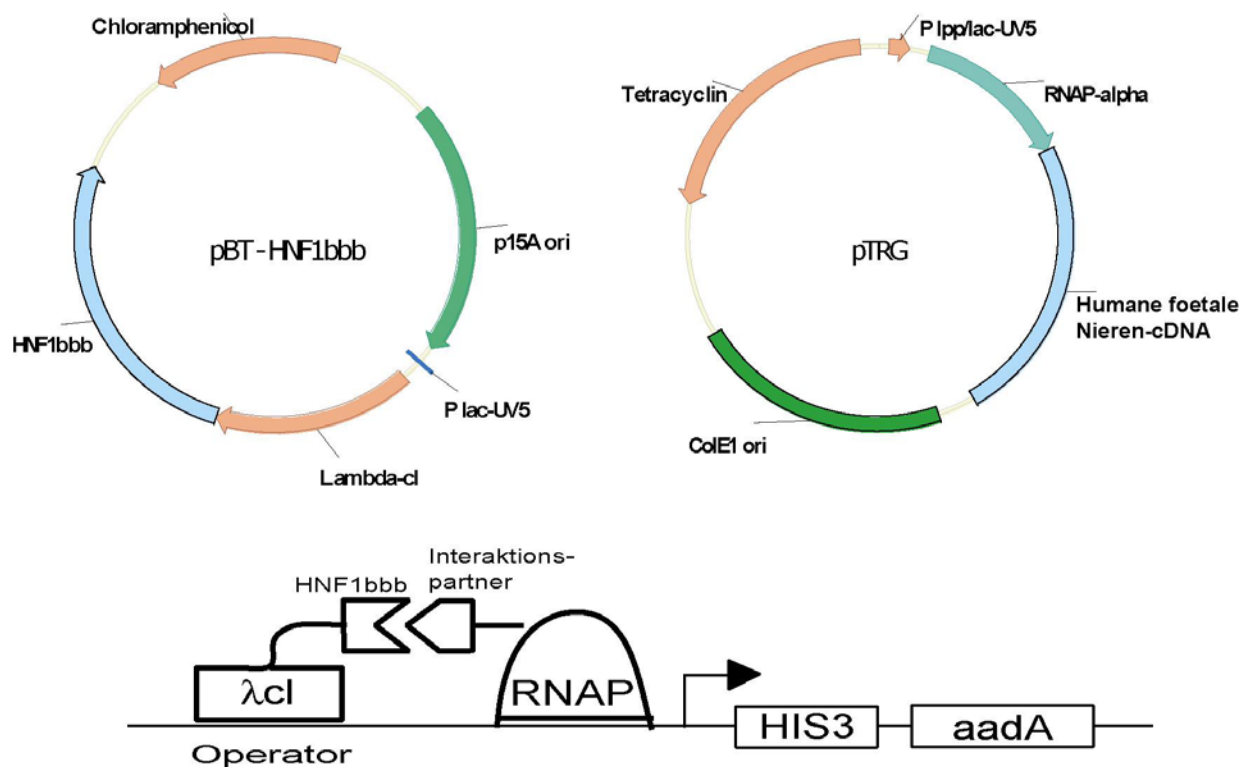 Chloramphenicol
p15A ori
pBT - HNF1bbb
HNF1bbb
P lac-UV5
Lambda-cI
P lpp/lac-UV5
Tetracyclin
RNAP-alpha
pTRG
Humane foetale
Nieren-cDNA
ColE1 ori
Interaktions-
partner
HNF1bbb
λcI
RNAP
HIS3
aadA
Operator